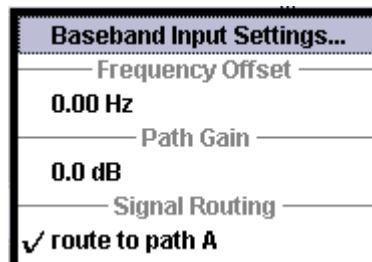 Baseband Input Settings...
Frequency Offset
0.00 Hz
Path Gain
0.0 dB
Signal Routing
route to path A